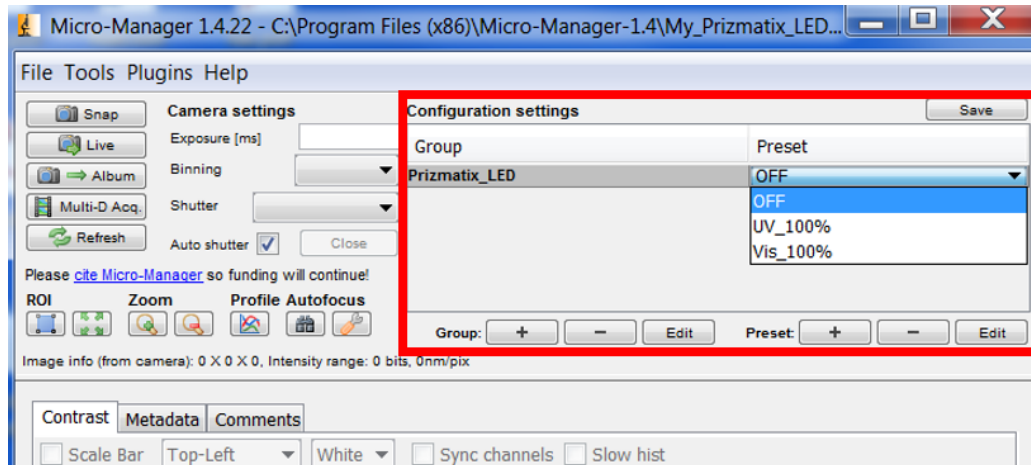 Micro-Manager 1.4.22 - C:\Program Files (x86)\Micro-Manager-1.4\My_Prizmatix_LED...
File Tools Plugins Help
Snap
Live
Album
Multi-D Acq.
Refresh
Camera settings
Exposure [ms]
Binning
Shutter
Auto shutter
Close
Please cite Micro-Manager so funding will continue!
ROI Zoom Profile Autofocus
Configuration settings
Save
Group Preset
Prizmatix_LED OFF
OFF
UV_100%
Vis_100%
Group: + − Edit Preset: + − Edit
Image info (from camera): 0 X 0 X 0, Intensity range: 0 bits, 0nm/pix
Contrast Metadata Comments
Scale Bar Top-Left White Sync channels Slow hist